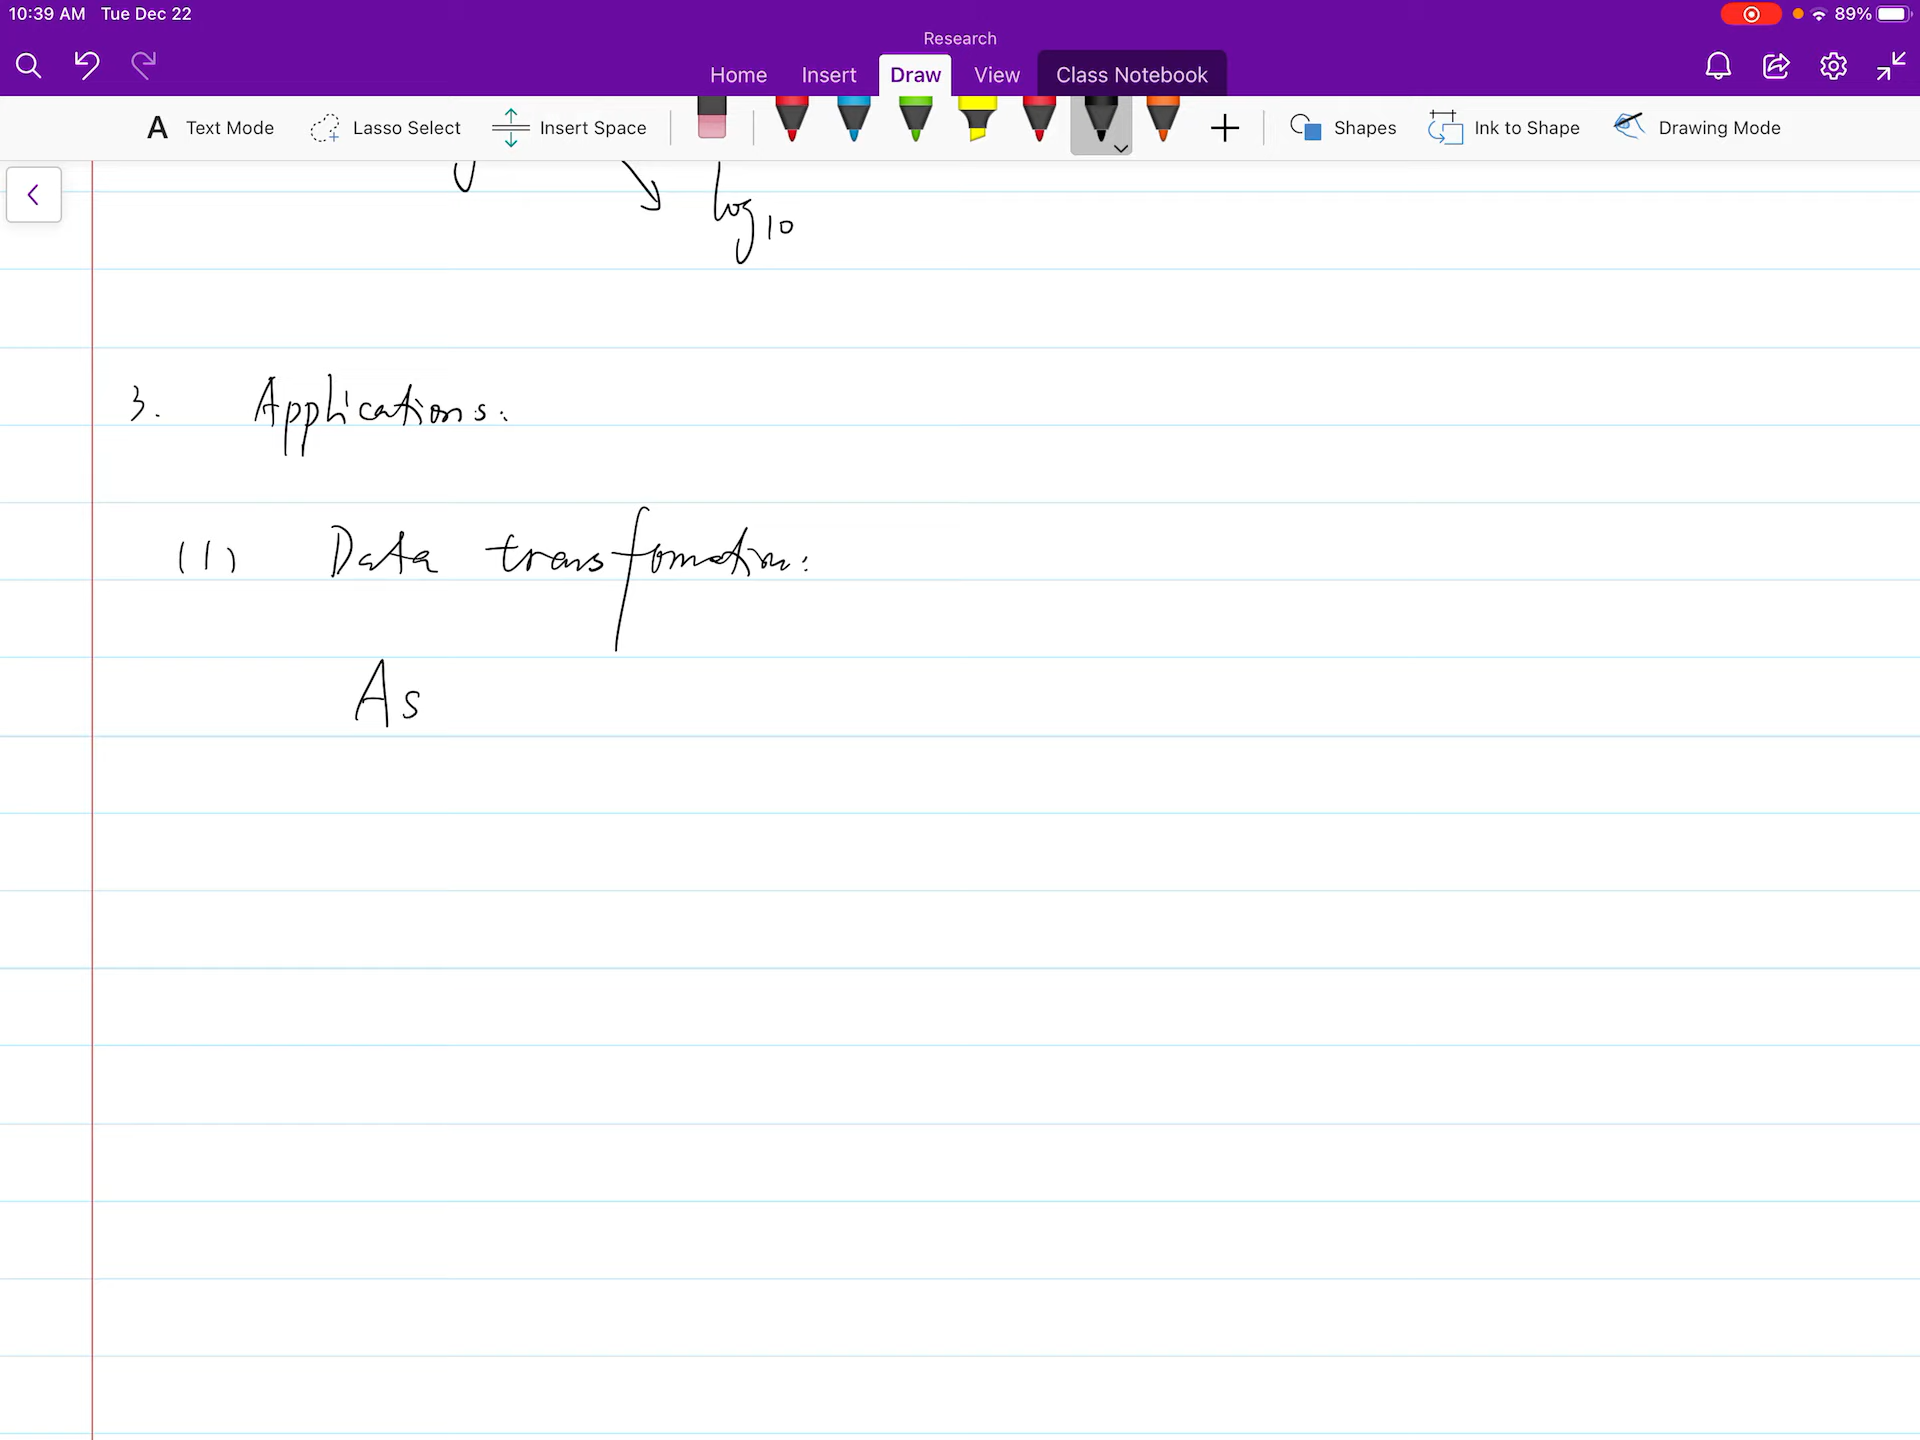 10:39 AM Tue Dec 22
89%
Research
Home Insert Draw View Class Notebook
A Text Mode Lasso Select Insert Space Shapes Ink to Shape Drawing Mode
log10
3. Applications:
(1) Data transformation:
As